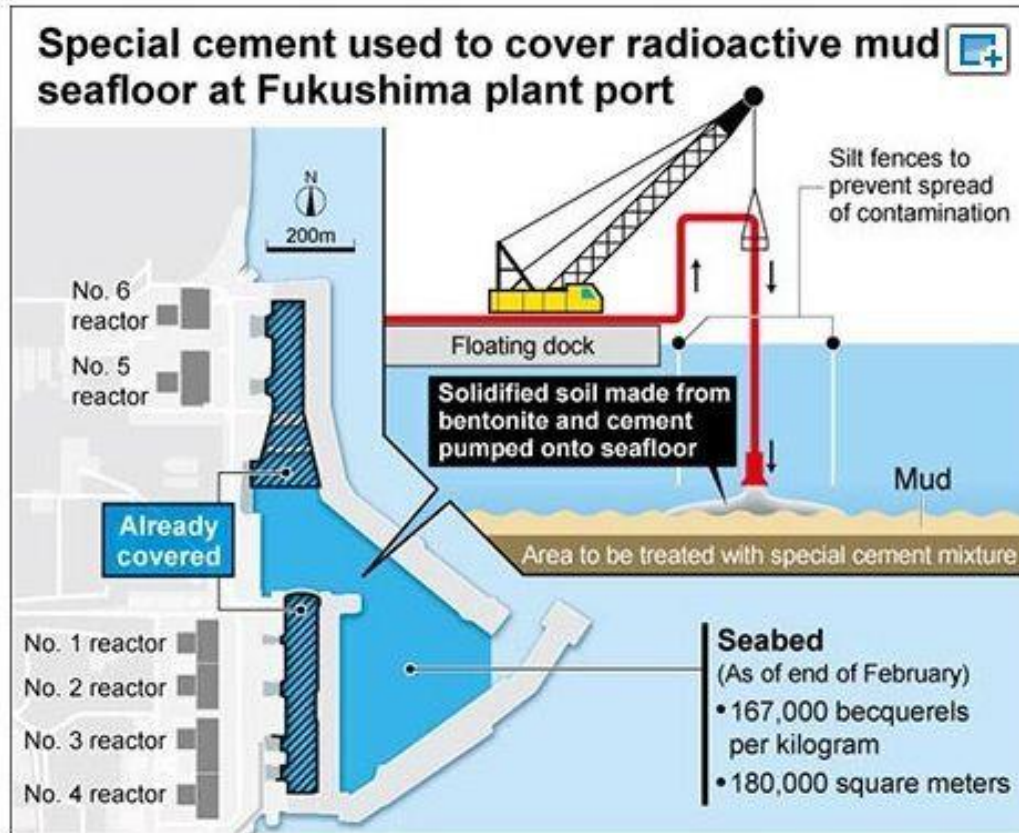 Special cement used to cover radioactive mud
seafloor at Fukushima plant port
N
200m
Silt fences to
prevent spread
of contamination
No. 6
reactor
No. 5
reactor
Floating dock
Solidified soil made from
bentonite and cement
pumped onto seafloor
Mud
Area to be treated with special cement mixture
Already
covered
No. 1 reactor
No. 2 reactor
No. 3 reactor
No. 4 reactor
Seabed
(As of end of February)
• 167,000 becquerels
per kilogram
• 180,000 square meters